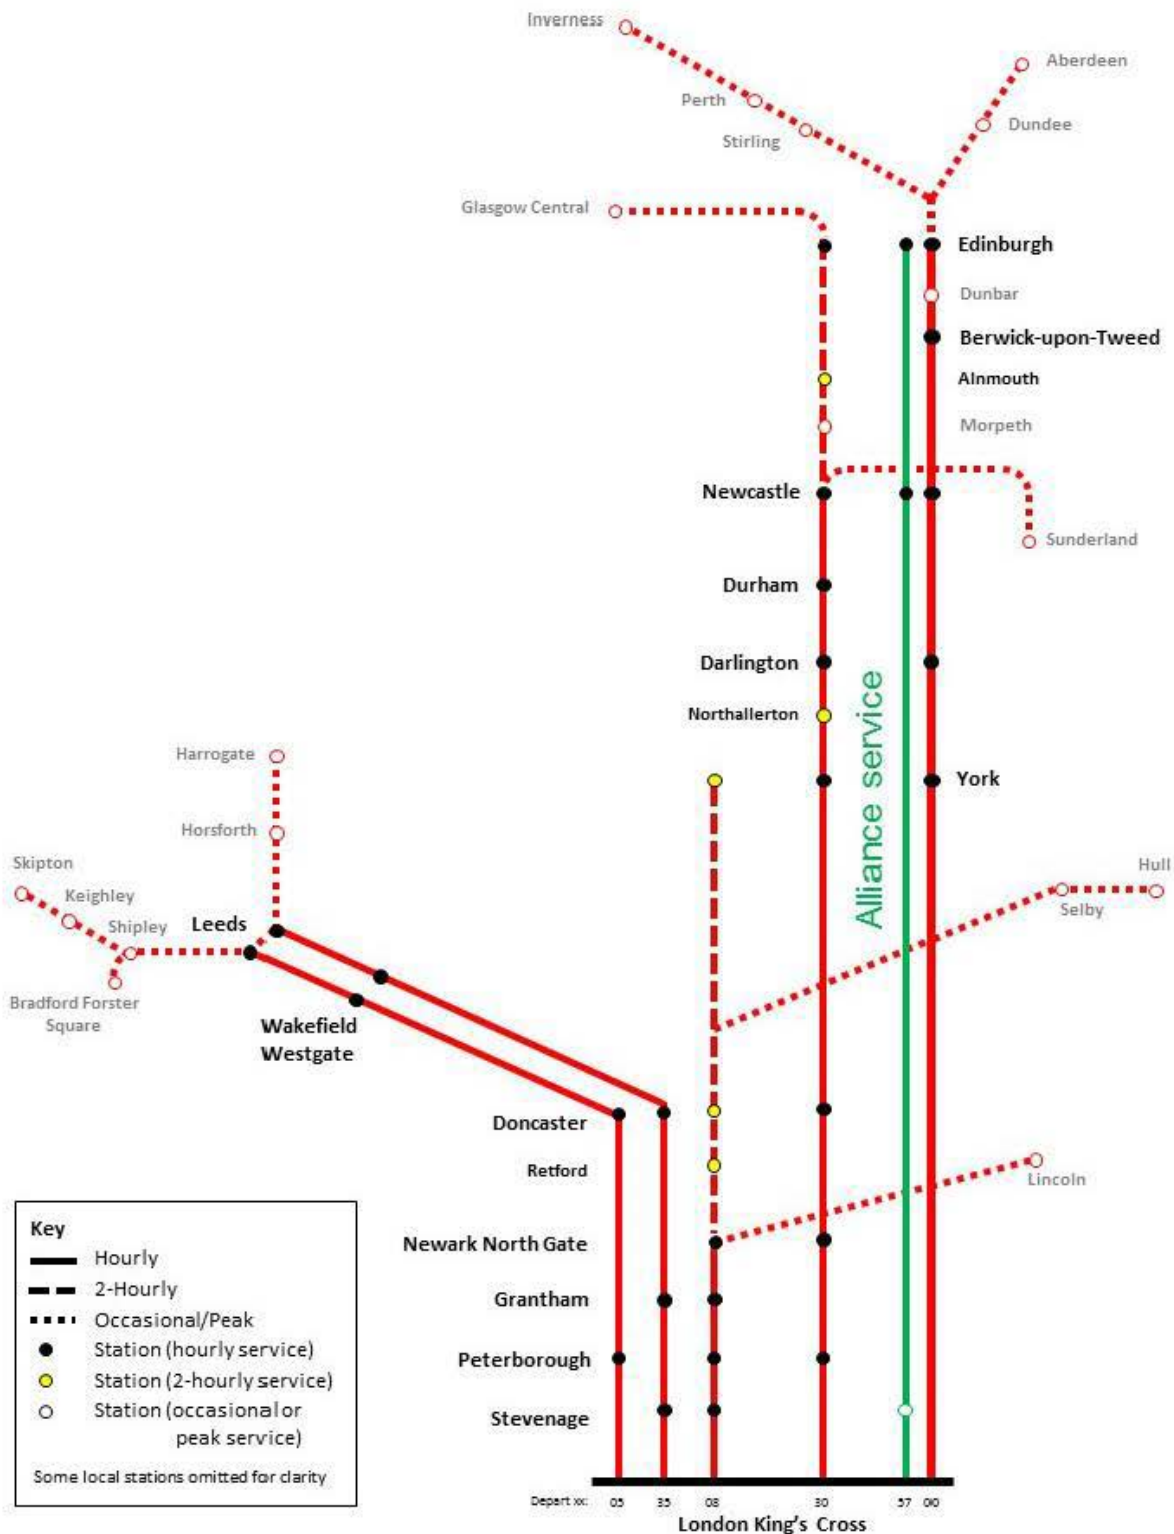 Inverness
Aberdeen
Perth
Dundee
Stirling
Glasgow Central
Edinburgh
Dunbar
Berwick-upon-Tweed
Alnmouth
Morpeth
Newcastle
Sunderland
Durham
Darlington
Northallerton
Alliance service
Harrogate
York
Horsforth
Skipton
Hull
Keighley
Selby
Shipley
Leeds
Bradford Forster
Square
Wakefield
Westgate
Doncaster
Retford
Lincoln
Newark North Gate
Grantham
Peterborough
Stevenage
Key
Hourly
2-Hourly
Occasional/Peak
Station (hourly service)
Station (2-hourly service)
Station (occasional or
peak service)
Some local stations omitted for clarity
Depart xx: 05 35 08 30 57 00
London King's Cross